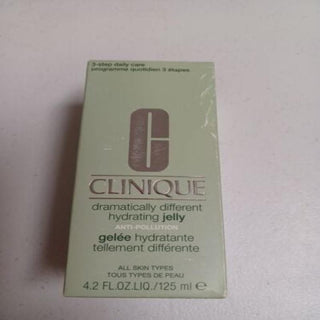 3-step daily care
programme quotidien 3 étapes
C
CLINIQUE
dramatically different
hydrating jelly
ANTI-POLLUTION
gelée hydratante
tellement différente
ALL SKIN TYPES
TOUS TYPES DE PEAU
4.2 FL.OZ.LIQ./125 ml ℮